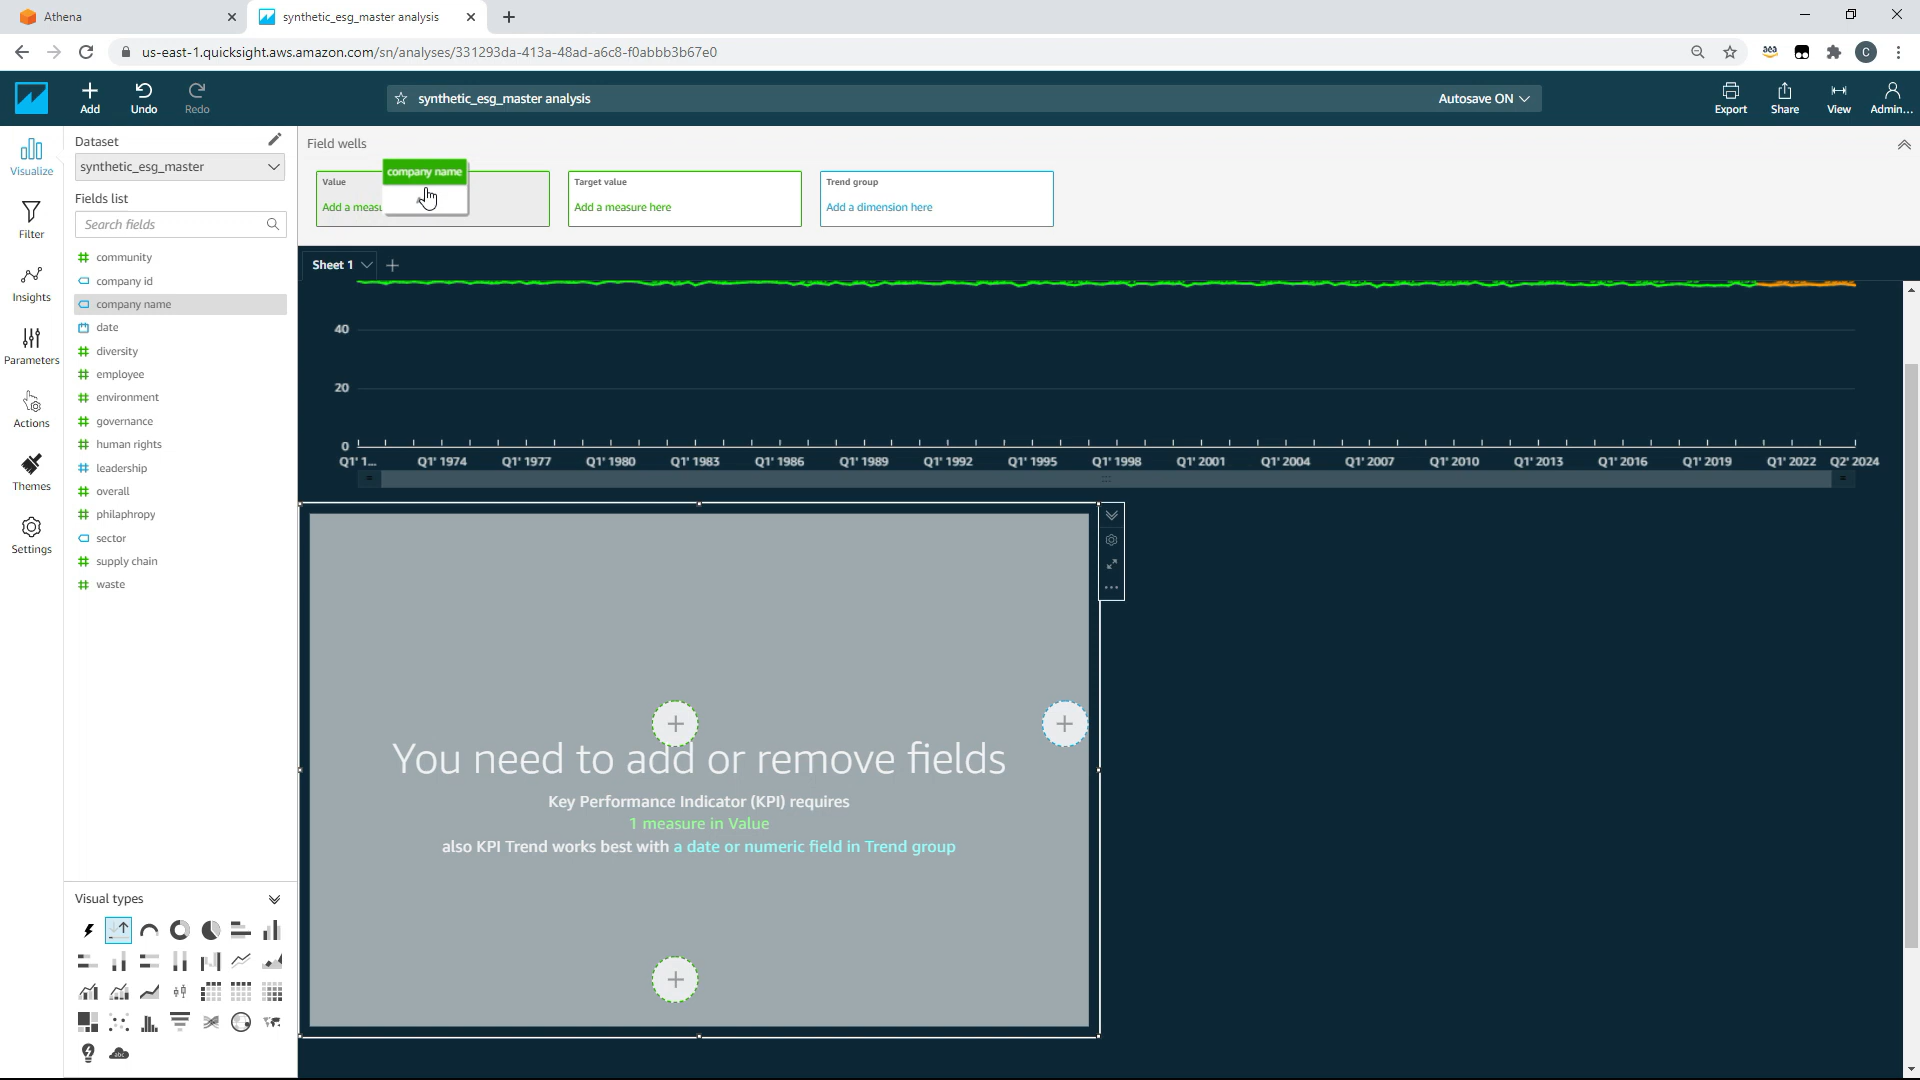 Athena
synthetic_esg_master analysis
us-east-1.quicksight.aws.amazon.com/sn/analyses/331293da-413a-48ad-a6c8-f0abbb3b67e0
aws
C
Add
Undo
Redo
synthetic_esg_master analysis
Autosave ON
Export
Share
View
Admin...
Visualize
Filter
Insights
Parameters
Actions
Themes
Settings
Dataset
synthetic_esg_master
Fields list
Search fields
community
company id
company name
date
diversity
employee
environment
governance
human rights
leadership
overall
philaphropy
sector
supply chain
waste
Visual types
abc
Field wells
Value
Add a measu
company name
Target value
Add a measure here
Trend group
Add a dimension here
Sheet 1
40
20
0
Q1' 1... Q1' 1974 Q1' 1977 Q1' 1980 Q1' 1983 Q1' 1986 Q1' 1989 Q1' 1992 Q1' 1995 Q1' 1998 Q1' 2001 Q1' 2004 Q1' 2007 Q1' 2010 Q1' 2013 Q1' 2016 Q1' 2019 Q1' 2022 Q2' 2024
You need to add or remove fields
Key Performance Indicator (KPI) requires
1 measure in Value
also KPI Trend works best with a date or numeric field in Trend group